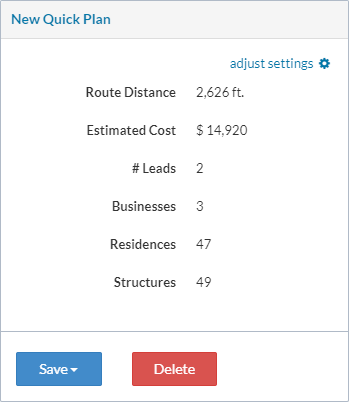 New Quick Plan
adjust settings
Route Distance 2,626 ft.
Estimated Cost $ 14,920
# Leads 2
Businesses 3
Residences 47
Structures 49
Save Delete